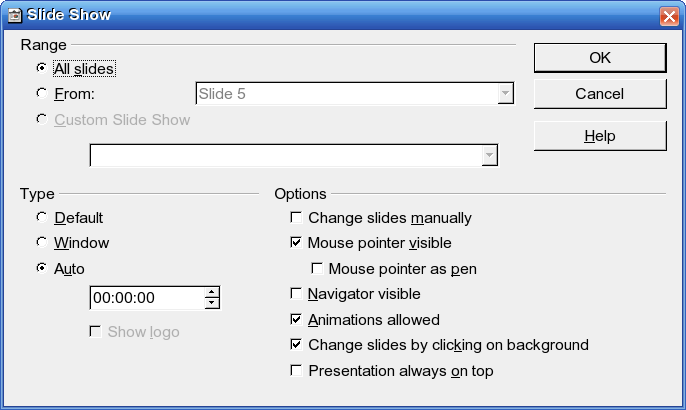 Slide Show
Range
All slides
OK
From:
Slide 5
Cancel
Custom Slide Show
Help
Type
Options
Default
Change slides manually
Window
Mouse pointer visible
Auto
Mouse pointer as pen
00:00:00
Navigator visible
Show logo
Animations allowed
Change slides by clicking on background
Presentation always on top